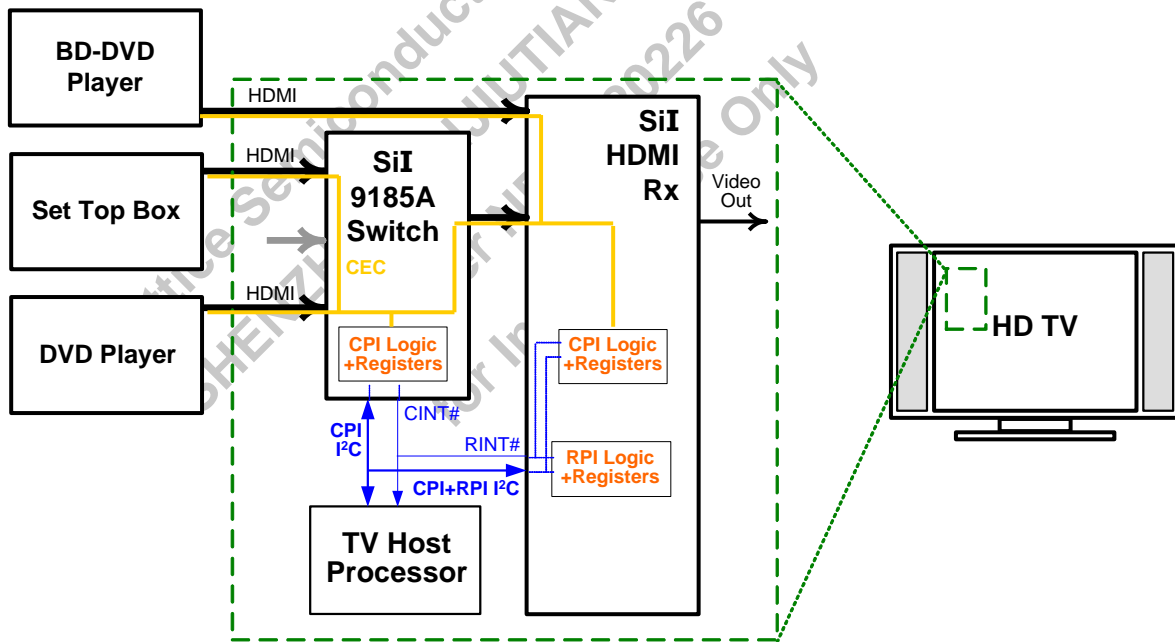 BD-DVD
Player
HDMI
Set Top Box
HDMI
DVD Player
HDMI
SiI
9185A
Switch
CEC
CPI Logic
+Registers
CINT#
CPI
I²C
RINT#
CPI+RPI I²C
TV Host
Processor
SiI
HDMI
Rx
CPI Logic
+Registers
RPI Logic
+Registers
Video
Out
HD TV